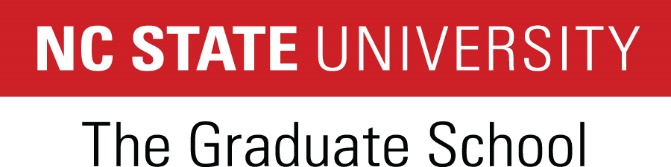 NC STATE UNIVERSITY
The Graduate School